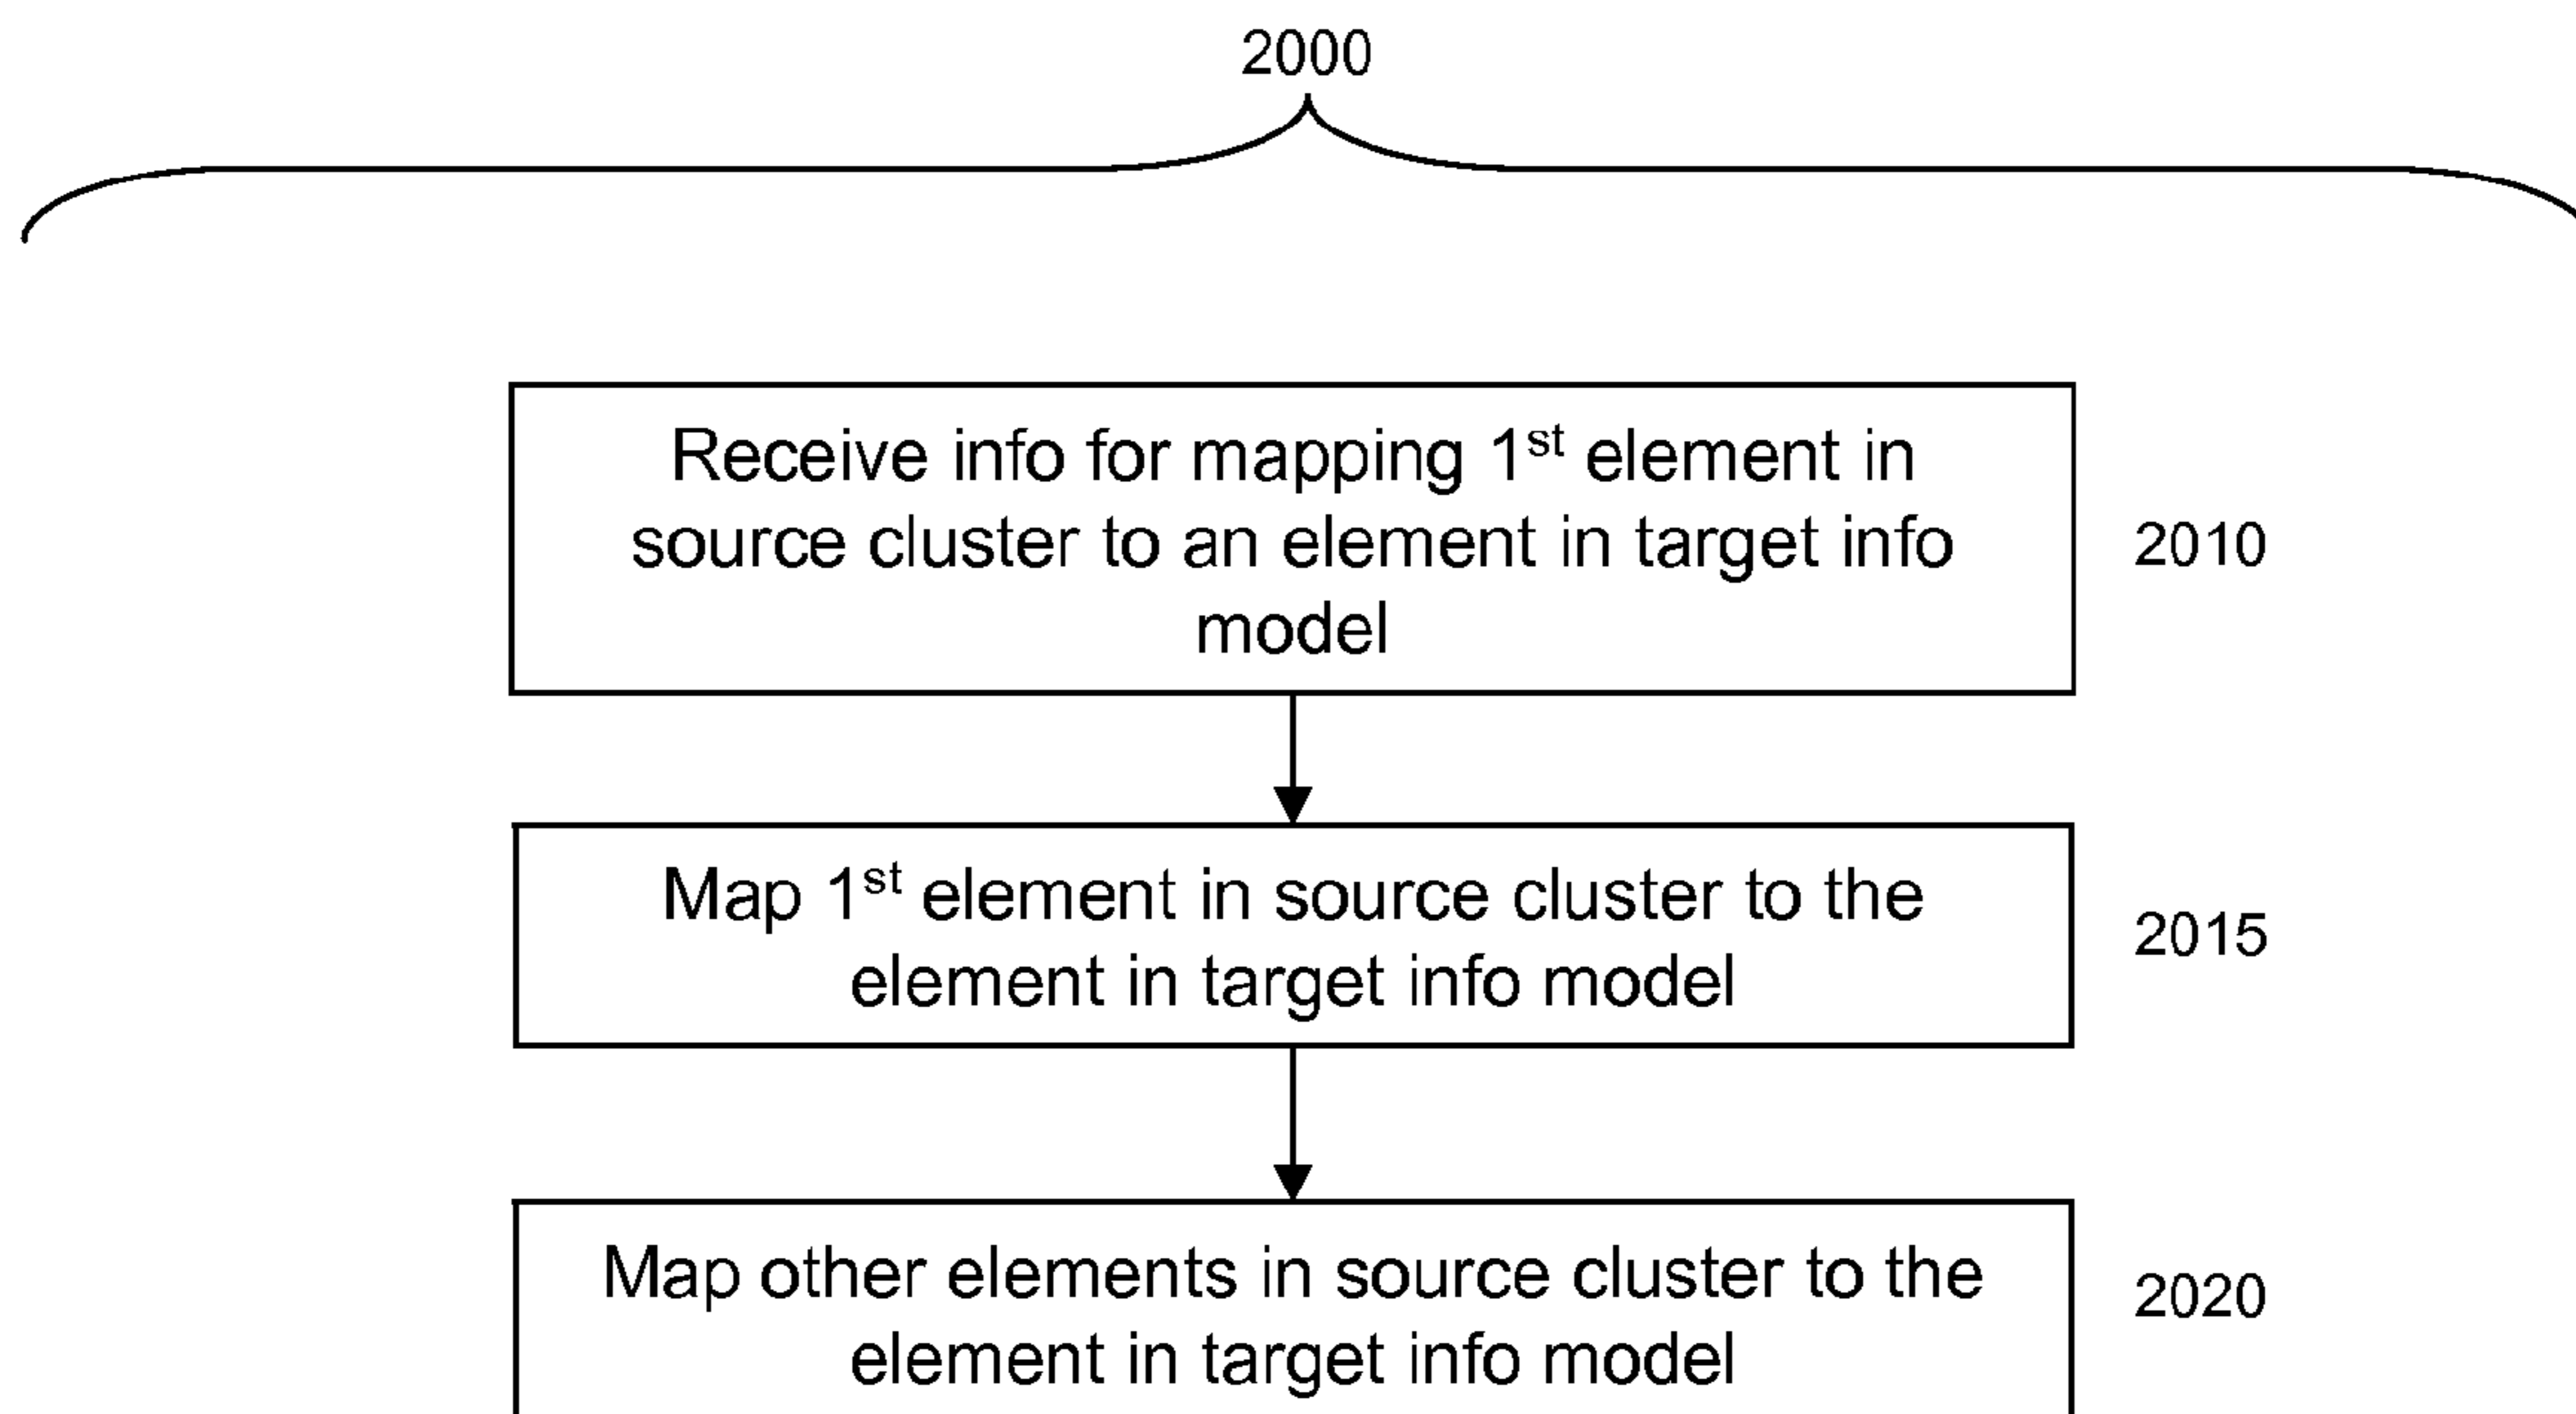 2000
Receive info for mapping 1st element in
source cluster to an element in target info
model
2010
Map 1st element in source cluster to the
element in target info model
2015
Map other elements in source cluster to the
element in target info model
2020